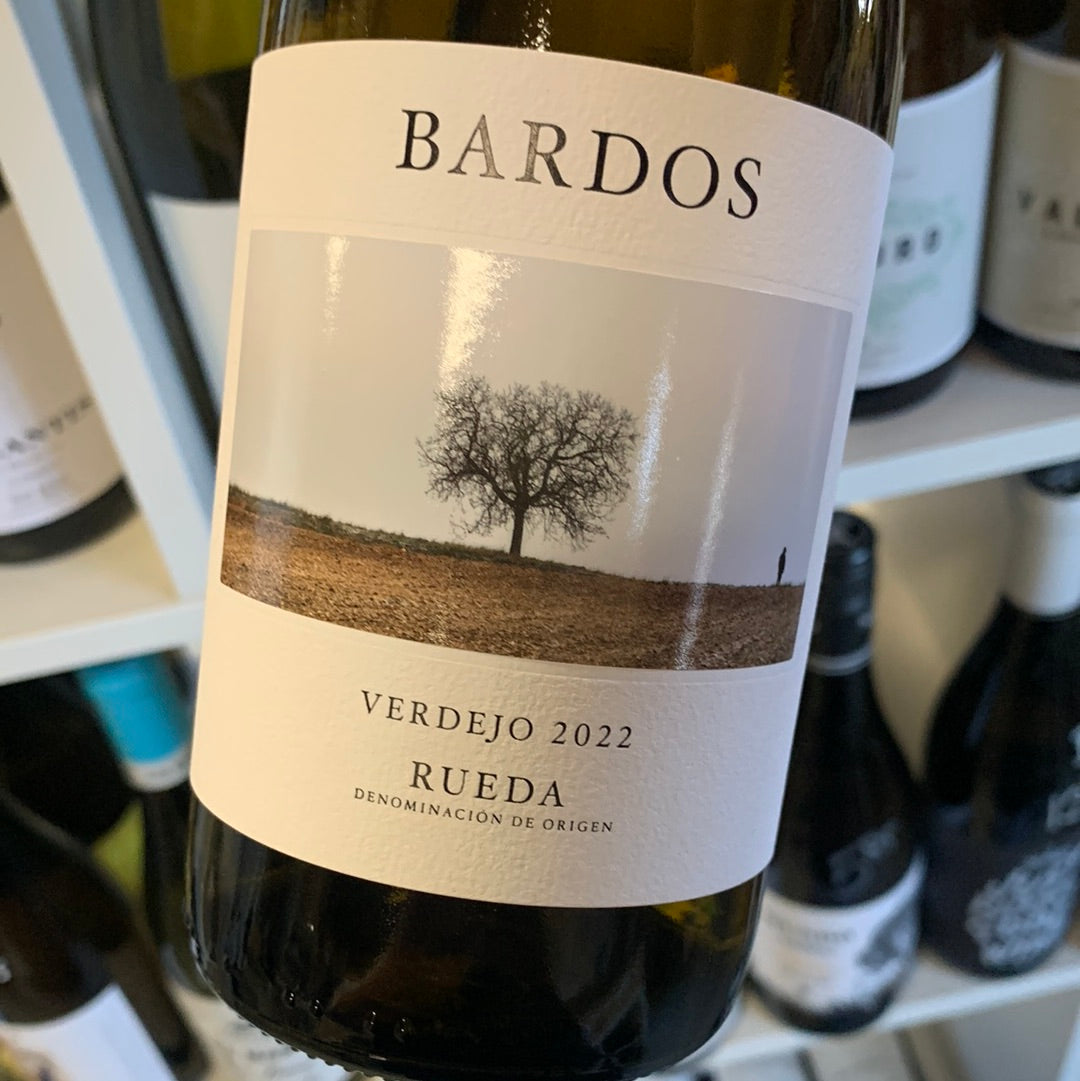 BARDOS
VERDEJO 2022
RUEDA
DENOMINACIÓN DE ORIGEN